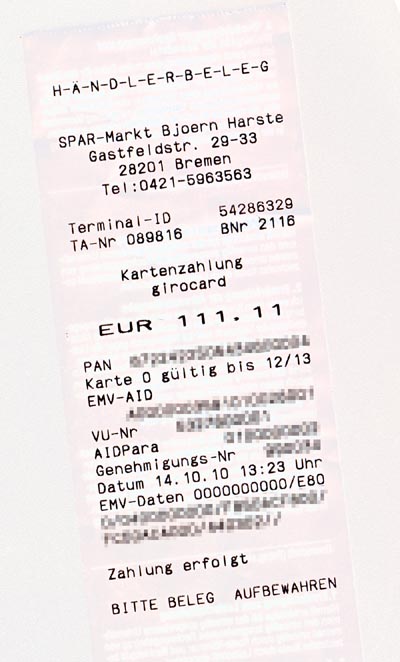 H-Ä-N-D-L-E-R-B-E-L-E-G
SPAR-Markt Bjoern Harste
Gastfeldstr. 29-33
28201 Bremen
Tel:0421-5963563
Terminal-ID 54286329
TA-Nr 089816 BNr 2116
Kartenzahlung
girocard
EUR 111.11
PAN
Karte 0 gültig bis 12/13
EMV-AID
VU-Nr
AIDPara
Genehmigungs-Nr
Datum 14.10.10 13:23 Uhr
EMV-Daten 0000000000/E80
Zahlung erfolgt
BITTE BELEG AUFBEWAHREN